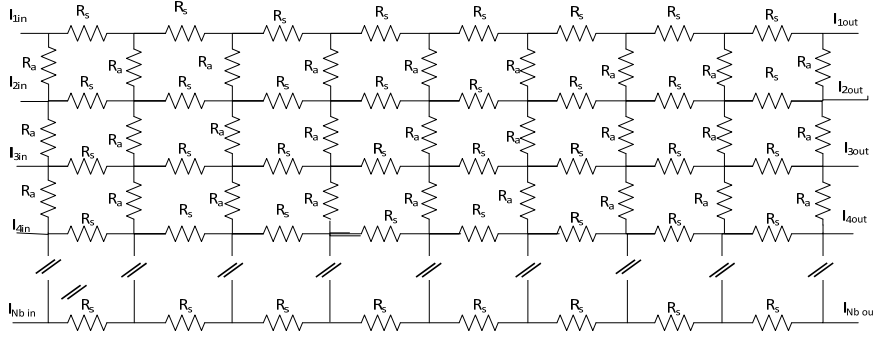 I1in Rs Rs Rs Rs Rs Rs Rs Rs I1out
Ra Ra Ra Ra Ra Ra Ra Ra Ra
I2in Rs Rs Rs Rs Rs Rs Rs Rs I2out
Ra Ra Ra Ra Ra Ra Ra Ra Ra
I3in Rs Rs Rs Rs Rs Rs Rs Rs I3out
Ra Ra Ra Ra Ra Ra Ra Ra Ra
I4in Rs Rs Rs Rs Rs Rs Rs Rs I4out
INb in Rs Rs Rs Rs Rs Rs Rs Rs INb ou